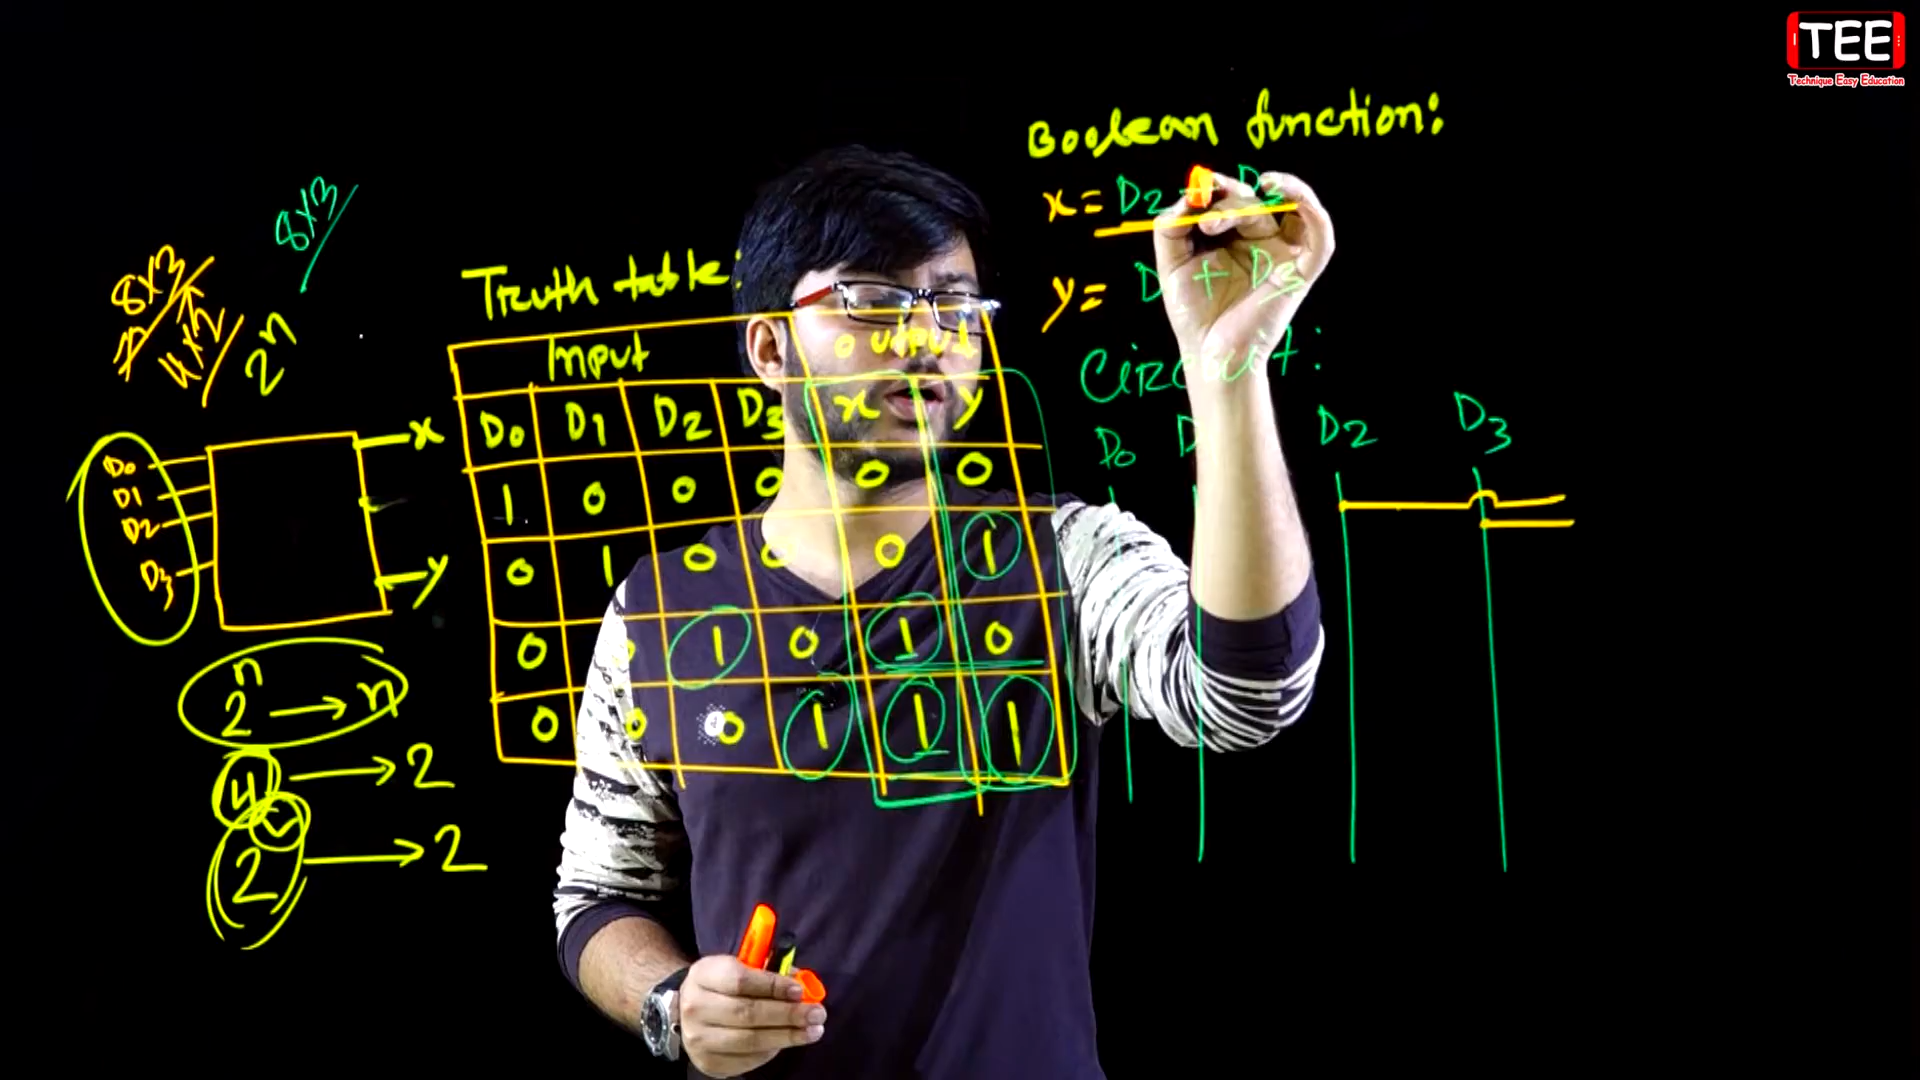 TEE
Technique Easy Education
Boolean function:
x = D2 + D3
y = D + D3
Circuit:
D0 D D2 D3
8x3
8x3
4x2
2^n
D0
D1
D2
D3
x
y
2^n → n
4 → 2
2 → 2
Truth table:
Input Output
D0 D1 D2 D3 x y
1 0 0 0 0 0
0 1 0 0 0 1
0 0 1 0 1 0
0 0 0 1 1 1